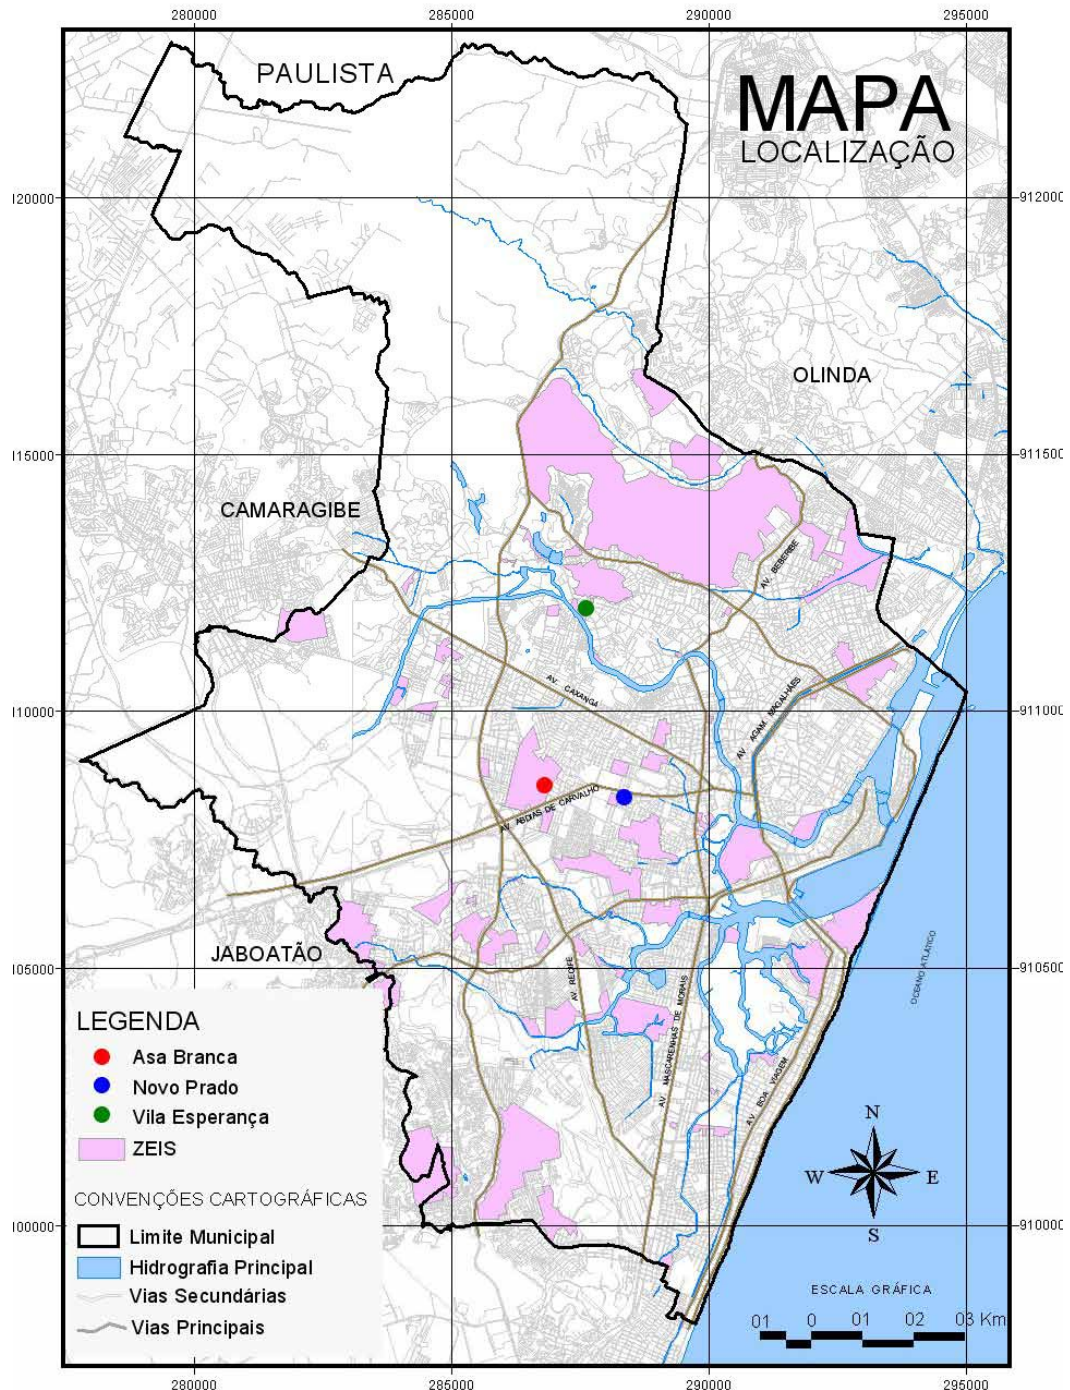 280000 285000 290000 295000
PAULISTA
MAPA
LOCALIZAÇÃO
I20000 912000
OLINDA
I15000 911500
CAMARAGIBE
AV. BEBERIBE
AV. CAXANGA
AV. AGAM. MAGALHÃES
I10000 911000
AV. ABDIAS DE CARVALHO
JABOATÃO
AV. RECIFE
AV. MASCARENHAS DE MORAIS
OCEANO ATLÂTICO
I05000 910500
AV. BOA VIAGEM
LEGENDA
Asa Branca
Novo Prado
Vila Esperança
ZEIS
N
W E
S
CONVENÇÕES CARTOGRÁFICAS
I00000 910000
Limite Municipal
Hidrografia Principal
Vias Secundárias
Vias Principais
ESCALA GRÁFICA
01 0 01 02 03 Km
280000 285000 290000 295000